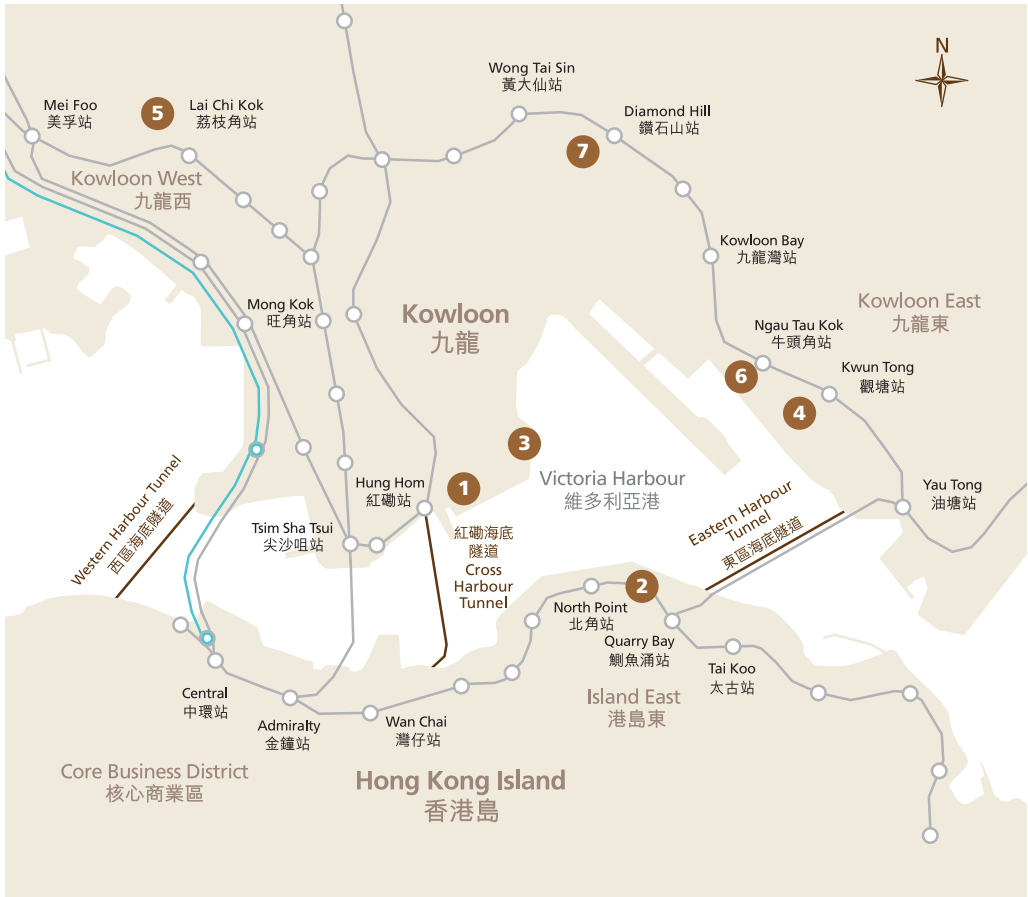 N
Wong Tai Sin
黃大仙站
Mei Foo
美孚站
5
Lai Chi Kok
荔枝角站
Diamond Hill
鑽石山站
7
Kowloon West
九龍西
Kowloon Bay
九龍灣站
Mong Kok
旺角站
Kowloon
九龍
Kowloon East
九龍東
Ngau Tau Kok
牛頭角站
6
Kwun Tong
觀塘站
4
3
Victoria Harbour
維多利亞港
1
Hung Hom
紅磡站
Yau Tong
油塘站
Western Harbour Tunnel
西區海底隧道
Tsim Sha Tsui
尖沙咀站
紅磡海底
隧道
Cross
Harbour
Tunnel
Eastern Harbour
Tunnel
東區海底隧道
2
North Point
北角站
Quarry Bay
鰂魚涌站
Tai Koo
太古站
Central
中環站
Admiralty
金鐘站
Wan Chai
灣仔站
Island East
港島東
Core Business District
核心商業區
Hong Kong Island
香港島